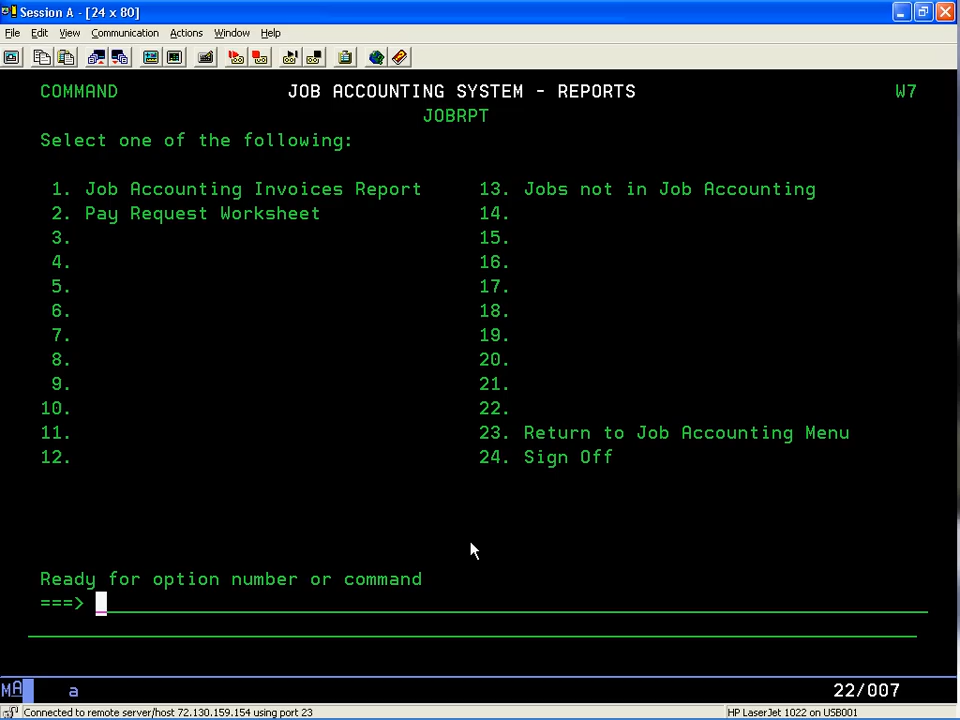 Session A - [24 x 80]
File Edit View Communication Actions Window Help
COMMAND JOB ACCOUNTING SYSTEM - REPORTS W7
JOBRPT
Select one of the following:
1. Job Accounting Invoices Report 13. Jobs not in Job Accounting
2. Pay Request Worksheet 14.
3. 15.
4. 16.
5. 17.
6. 18.
7. 19.
8. 20.
9. 21.
10. 22.
11. 23. Return to Job Accounting Menu
12. 24. Sign Off
Ready for option number or command
===>
MA a 22/007
Connected to remote server/host 72.130.159.154 using port 23 HP LaserJet 1022 on USB001